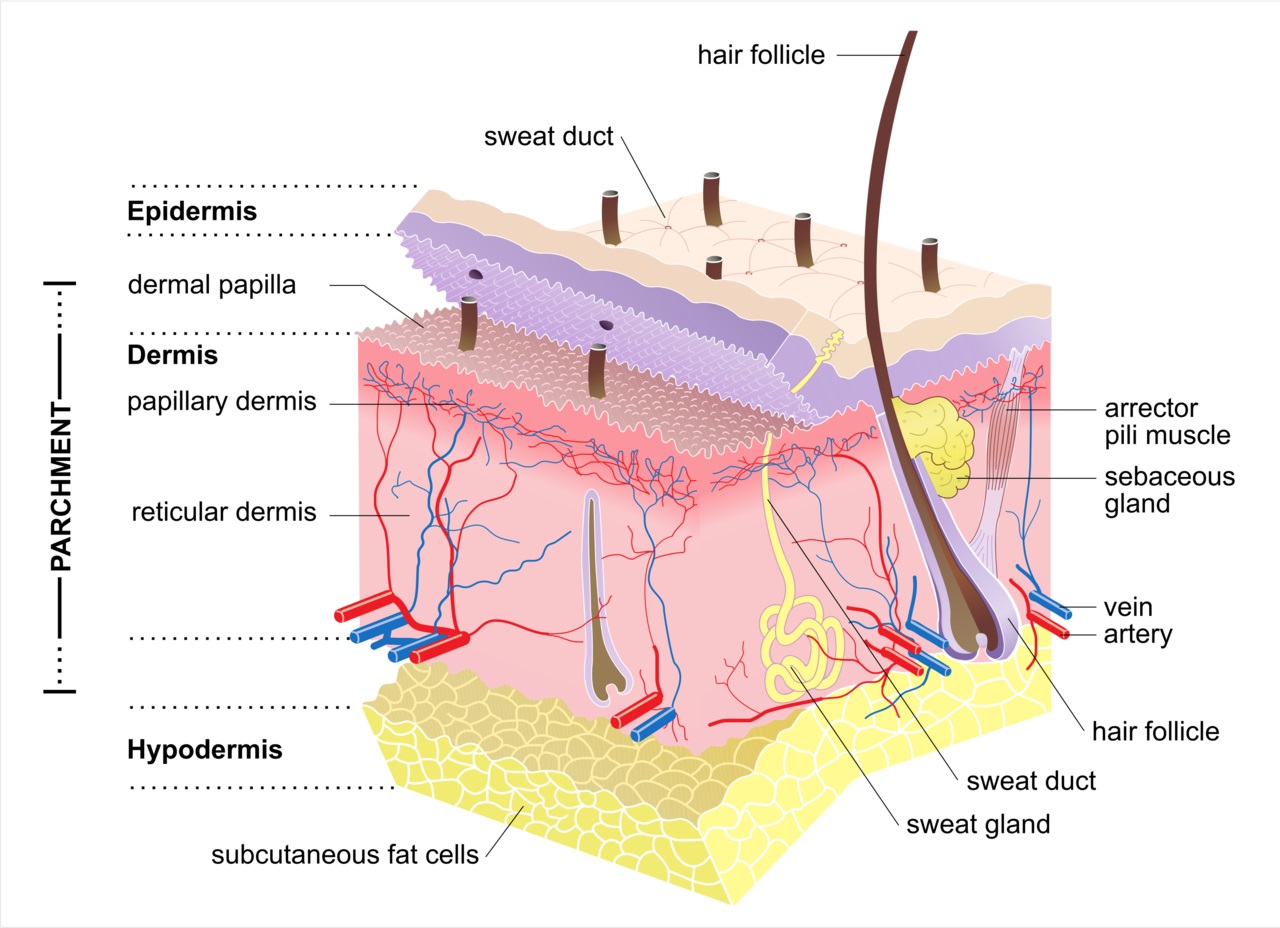 hair follicle
sweat duct
Epidermis
dermal papilla
Dermis
papillary dermis
reticular dermis
PARCHMENT
Hypodermis
subcutaneous fat cells
arrector
pili muscle
sebaceous
gland
vein
artery
hair follicle
sweat duct
sweat gland